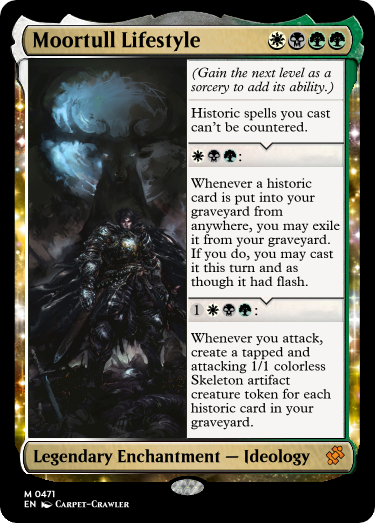 Moortull Lifestyle
(Gain the next level as a
sorcery to add its ability.)
Historic spells you cast
can't be countered.
:
Whenever a historic
card is put into your
graveyard from
anywhere, you may exile
it from your graveyard.
If you do, you may cast
it this turn and as
though it had flash.
1 :
Whenever you attack,
create a tapped and
attacking 1/1 colorless
Skeleton artifact
creature token for each
historic card in your
graveyard.
Legendary Enchantment — Ideology
M 0471
EN Carpet-Crawler